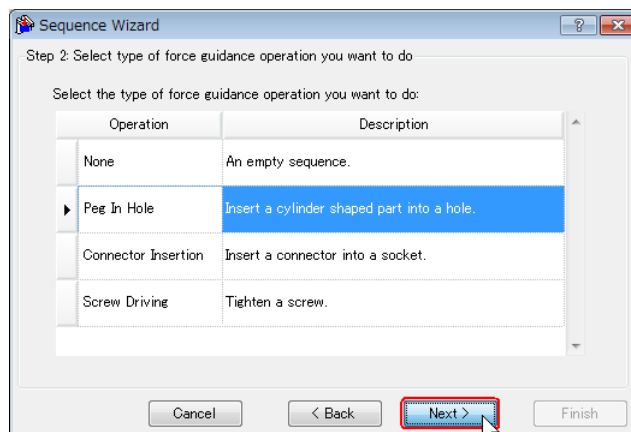 Sequence Wizard
Step 2: Select type of force guidance operation you want to do
Select the type of force guidance operation you want to do:
Operation Description
None An empty sequence.
Peg In Hole Insert a cylinder shaped part into a hole.
Connector Insertion Insert a connector into a socket.
Screw Driving Tighten a screw.
Cancel < Back Next > Finish